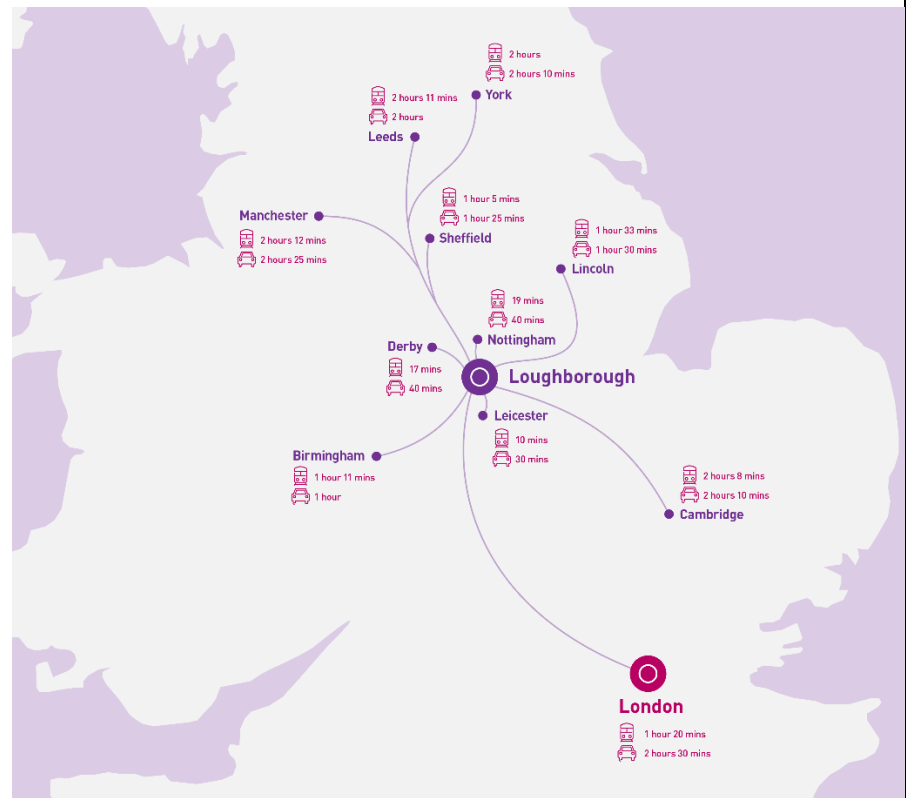 2 hours
2 hours 10 mins
York
2 hours 11 mins
2 hours
Leeds
Manchester
2 hours 12 mins
2 hours 25 mins
1 hour 5 mins
1 hour 25 mins
Sheffield
1 hour 33 mins
1 hour 30 mins
Lincoln
19 mins
40 mins
Nottingham
Derby
17 mins
40 mins
Loughborough
Leicester
10 mins
30 mins
Birmingham
1 hour 11 mins
1 hour
2 hours 8 mins
2 hours 10 mins
Cambridge
London
1 hour 20 mins
2 hours 30 mins